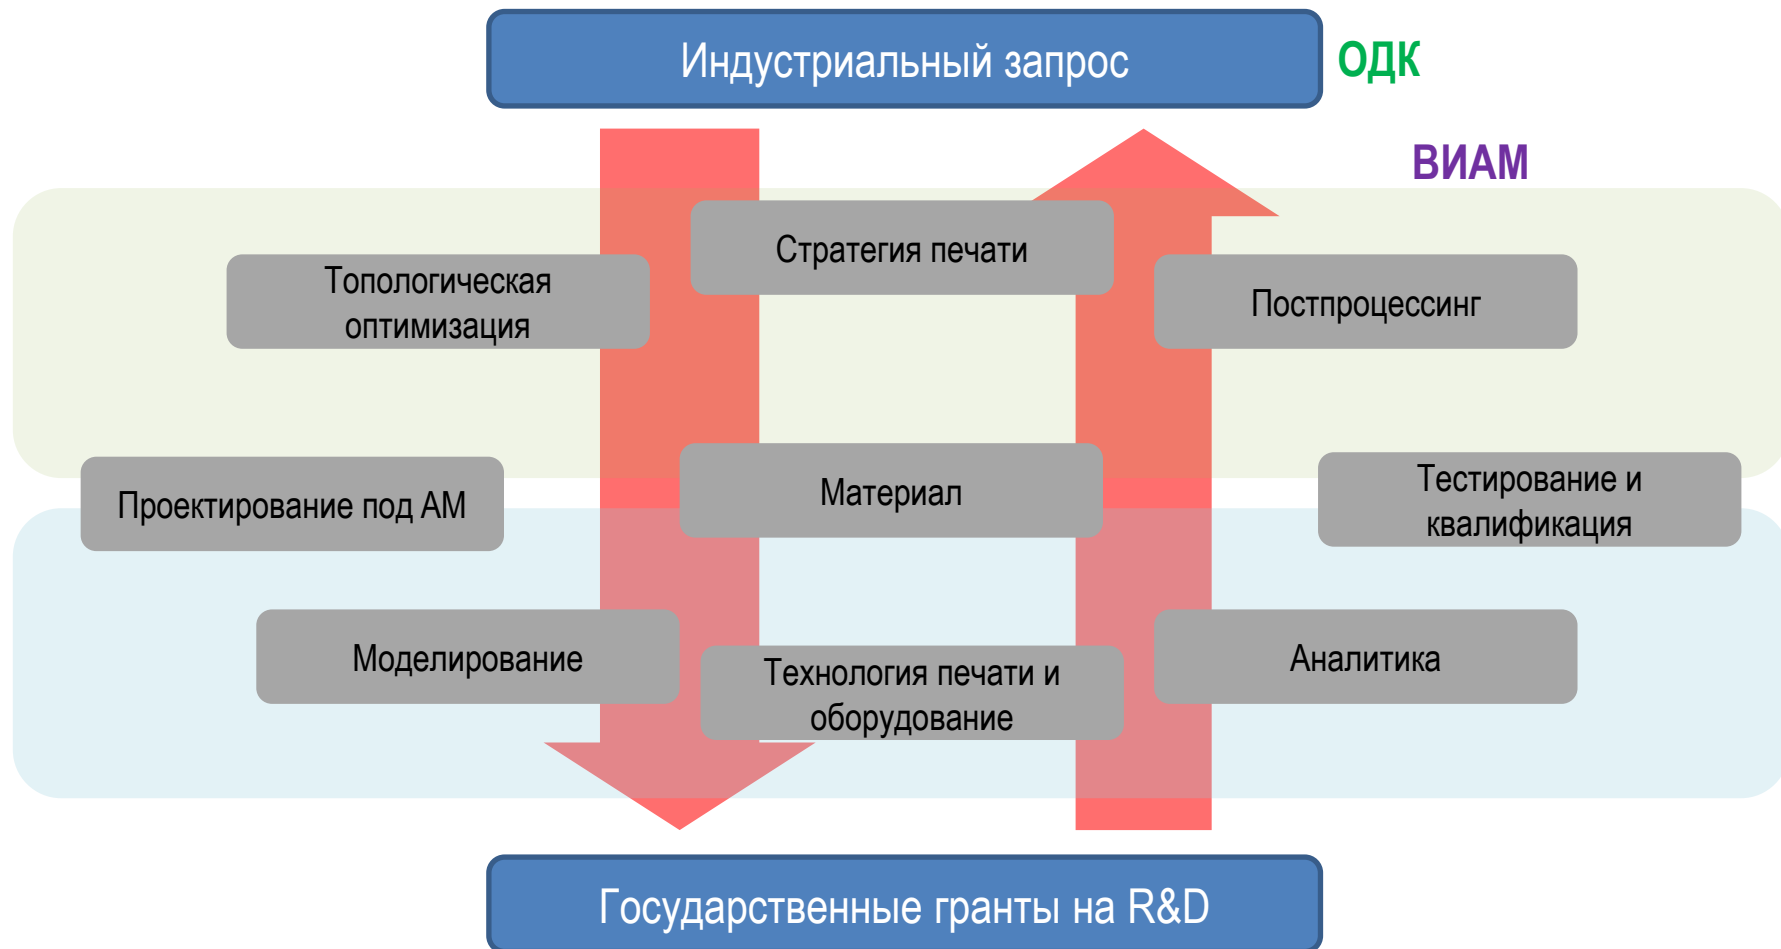 Индустриальный запрос
ОДК
ВИАМ
Стратегия печати
Топологическая
оптимизация
Постпроцессинг
Проектирование под АМ
Материал
Тестирование и
квалификация
Моделирование
Технология печати и
оборудование
Аналитика
Государственные гранты на R&D